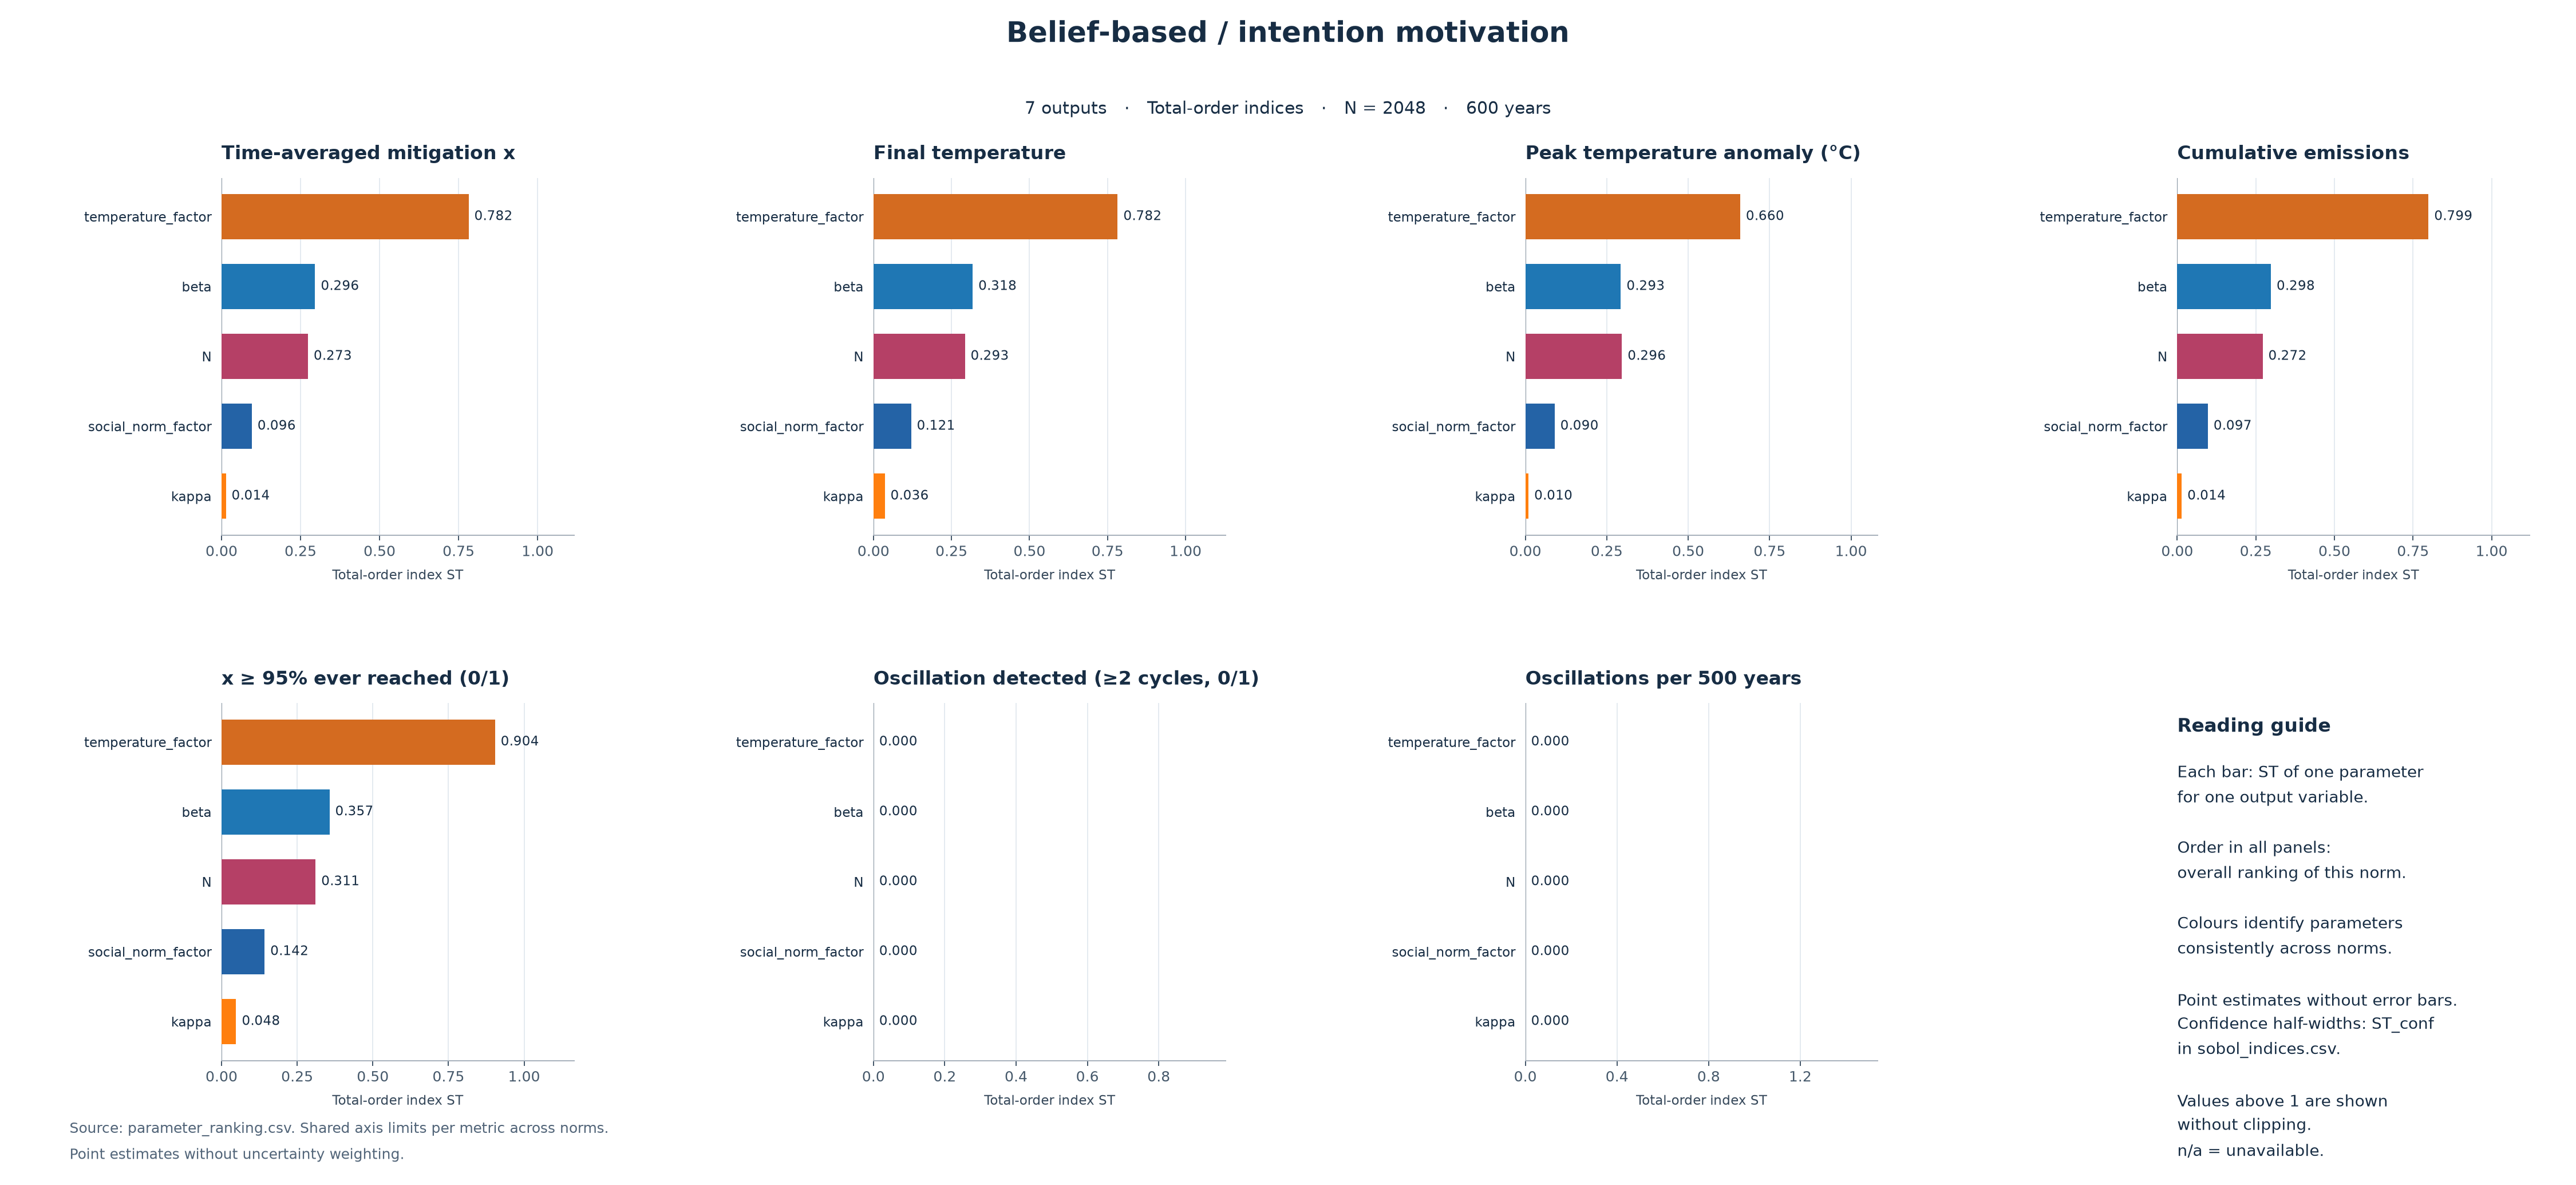 Belief-based / intention motivation
7 outputs · Total-order indices · N = 2048 · 600 years
Time-averaged mitigation x
temperature_factor 0.782
beta 0.296
N 0.273
social_norm_factor 0.096
kappa 0.014
0.00 0.25 0.50 0.75 1.00
Total-order index ST
Final temperature
temperature_factor 0.782
beta 0.318
N 0.293
social_norm_factor 0.121
kappa 0.036
0.00 0.25 0.50 0.75 1.00
Total-order index ST
Peak temperature anomaly (°C)
temperature_factor 0.660
beta 0.293
N 0.296
social_norm_factor 0.090
kappa 0.010
0.00 0.25 0.50 0.75 1.00
Total-order index ST
Cumulative emissions
temperature_factor 0.799
beta 0.298
N 0.272
social_norm_factor 0.097
kappa 0.014
0.00 0.25 0.50 0.75 1.00
Total-order index ST
x ≥ 95% ever reached (0/1)
temperature_factor 0.904
beta 0.357
N 0.311
social_norm_factor 0.142
kappa 0.048
0.00 0.25 0.50 0.75 1.00
Total-order index ST
Oscillation detected (≥2 cycles, 0/1)
temperature_factor 0.000
beta 0.000
N 0.000
social_norm_factor 0.000
kappa 0.000
0.0 0.2 0.4 0.6 0.8
Total-order index ST
Oscillations per 500 years
temperature_factor 0.000
beta 0.000
N 0.000
social_norm_factor 0.000
kappa 0.000
0.0 0.4 0.8 1.2
Total-order index ST
Reading guide
Each bar: ST of one parameter
for one output variable.
Order in all panels:
overall ranking of this norm.
Colours identify parameters
consistently across norms.
Point estimates without error bars.
Confidence half-widths: ST_conf
in sobol_indices.csv.
Values above 1 are shown
without clipping.
n/a = unavailable.
Source: parameter_ranking.csv. Shared axis limits per metric across norms.
Point estimates without uncertainty weighting.